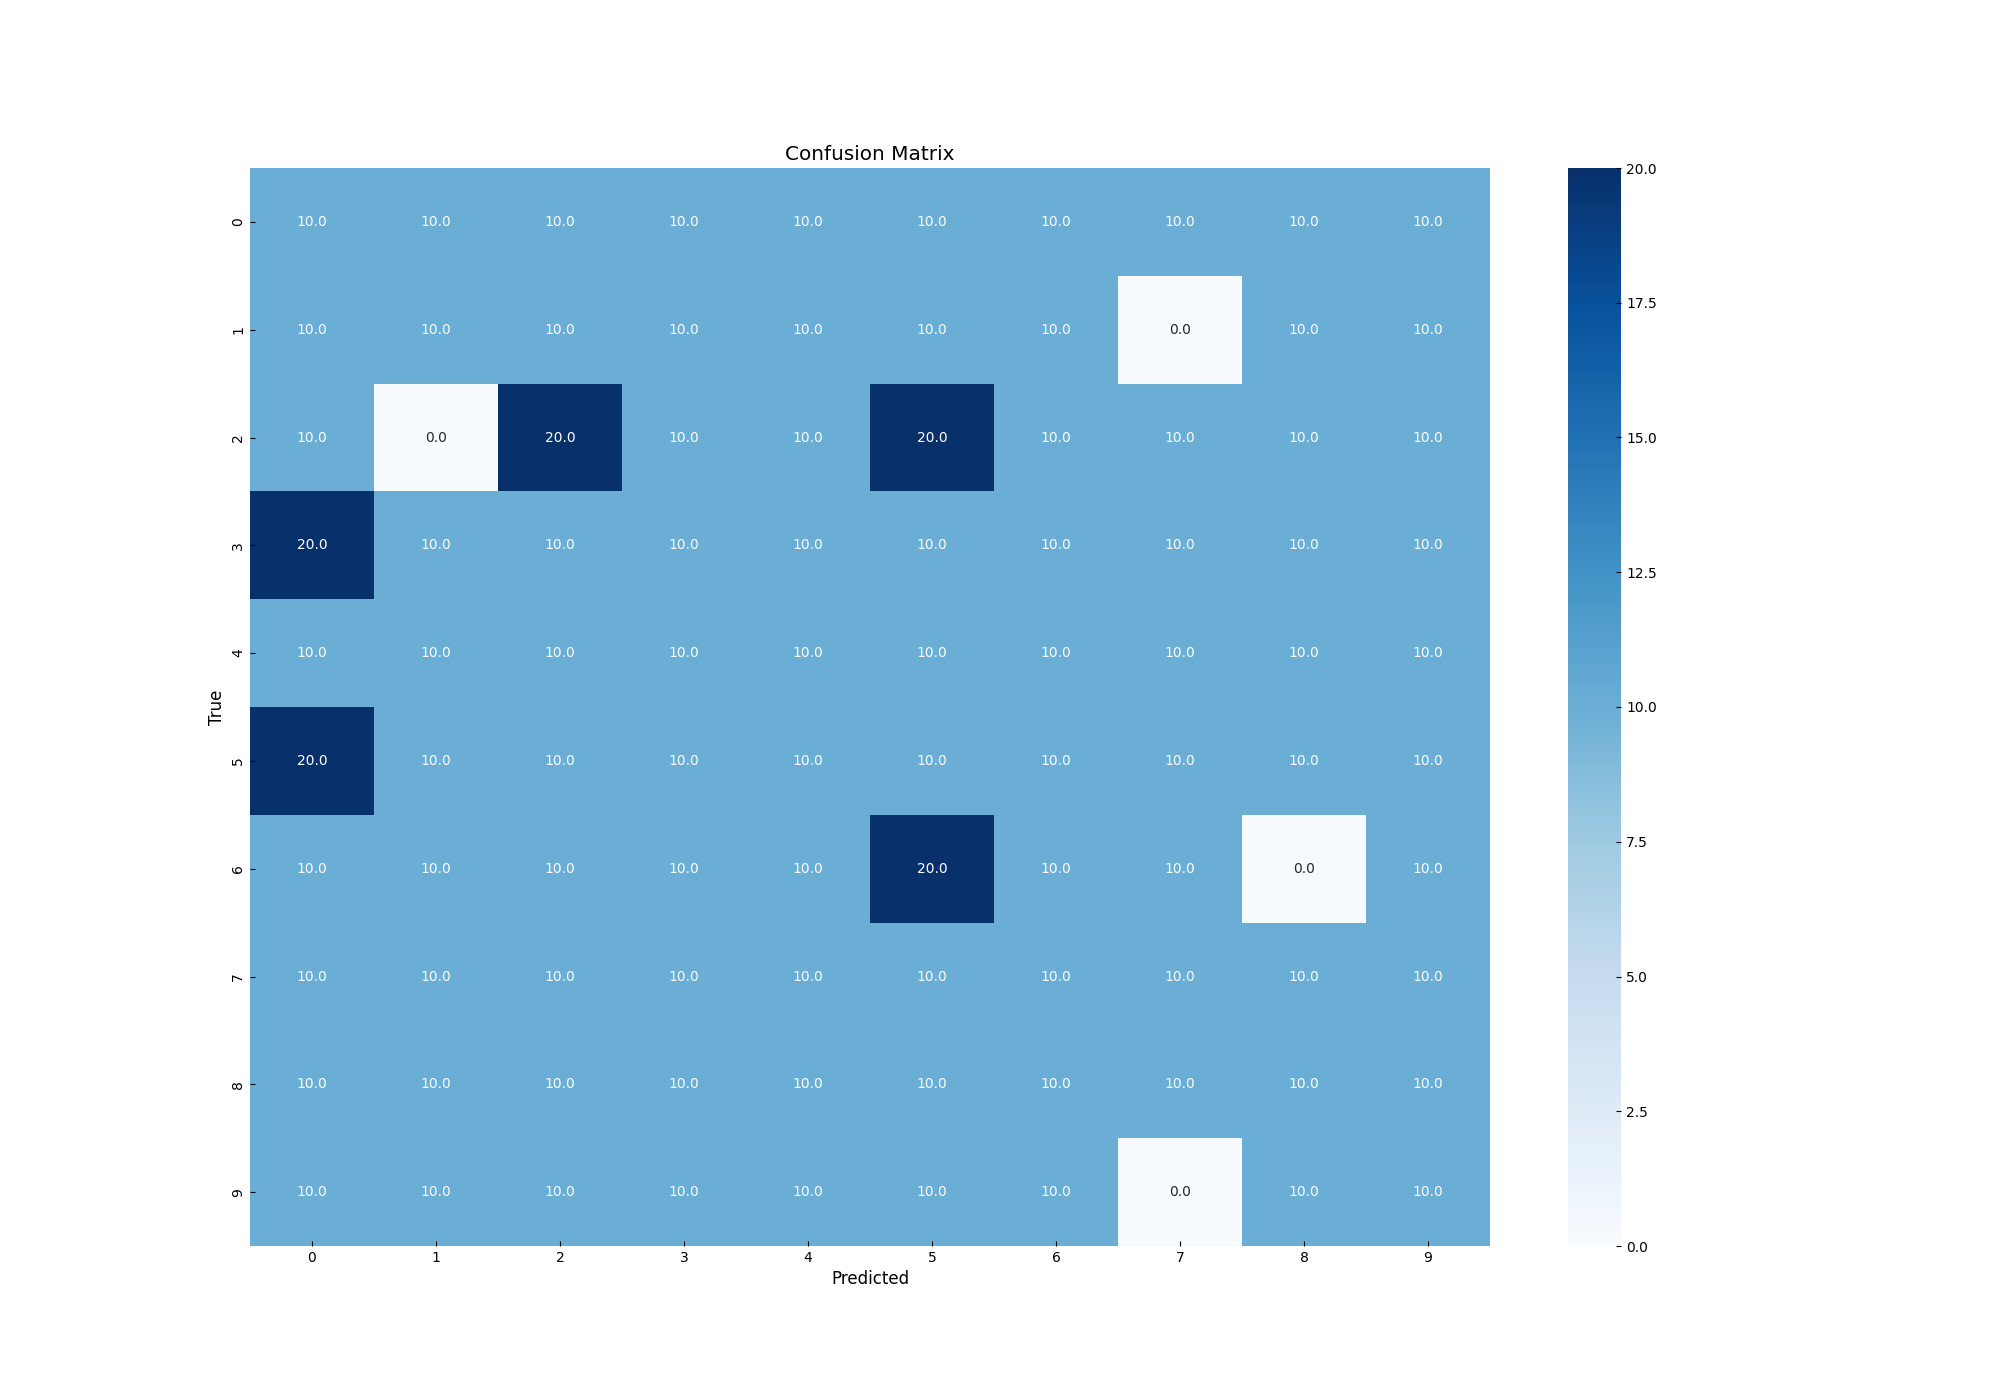 Confusion Matrix
0 10.0 10.0 10.0 10.0 10.0 10.0 10.0 10.0 10.0 10.0
1 10.0 10.0 10.0 10.0 10.0 10.0 10.0 0.0 10.0 10.0
2 10.0 0.0 20.0 10.0 10.0 20.0 10.0 10.0 10.0 10.0
3 20.0 10.0 10.0 10.0 10.0 10.0 10.0 10.0 10.0 10.0
4 10.0 10.0 10.0 10.0 10.0 10.0 10.0 10.0 10.0 10.0
5 20.0 10.0 10.0 10.0 10.0 10.0 10.0 10.0 10.0 10.0
6 10.0 10.0 10.0 10.0 10.0 20.0 10.0 10.0 0.0 10.0
7 10.0 10.0 10.0 10.0 10.0 10.0 10.0 10.0 10.0 10.0
8 10.0 10.0 10.0 10.0 10.0 10.0 10.0 10.0 10.0 10.0
9 10.0 10.0 10.0 10.0 10.0 10.0 10.0 0.0 10.0 10.0
0 1 2 3 4 5 6 7 8 9
Predicted
True
20.0
17.5
15.0
12.5
10.0
7.5
5.0
2.5
0.0